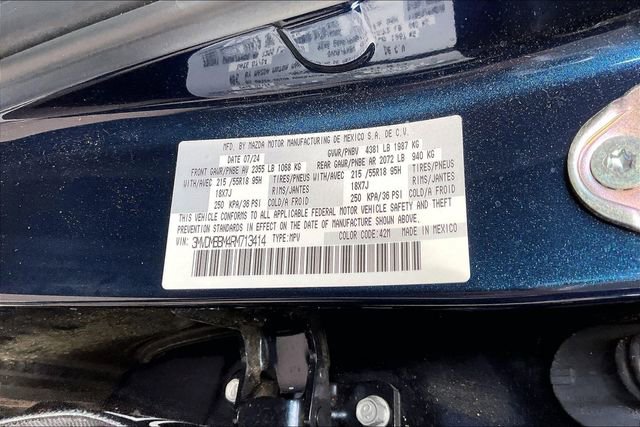 MFD. BY MAZDA MOTOR MANUFACTURING DE MEXICO S.A. DE C.V.
DATE 07/24 GVWR/PNBV 4381 LB 1987 KG
FRONT GAWR/PNBE AV 2355 LB 1068 KG REAR GAWR/PNBE AR 2072 LB 940 KG
WITH/AVEC 215 /55R18 95H TIRES/PNEUS WITH/AVEC 215 /55R18 95H TIRES/PNEUS
18X7J RIMS/JANTES 18X7J RIMS/JANTES
250 KPA/36 PSI COLD/A FROID 250 KPA/36 PSI COLD/A FROID
THIS VEHICLE CONFORMS TO ALL APPLICABLE FEDERAL MOTOR VEHICLE SAFETY AND THEFT
PREVENTION STANDARDS IN EFFECT ON THE DATE OF MANUFACTURE SHOWN ABOVE.
VIN: 3MVDMBBM4RM713414 TYPE: MPV COLOR CODE: 42M MADE IN MEXICO